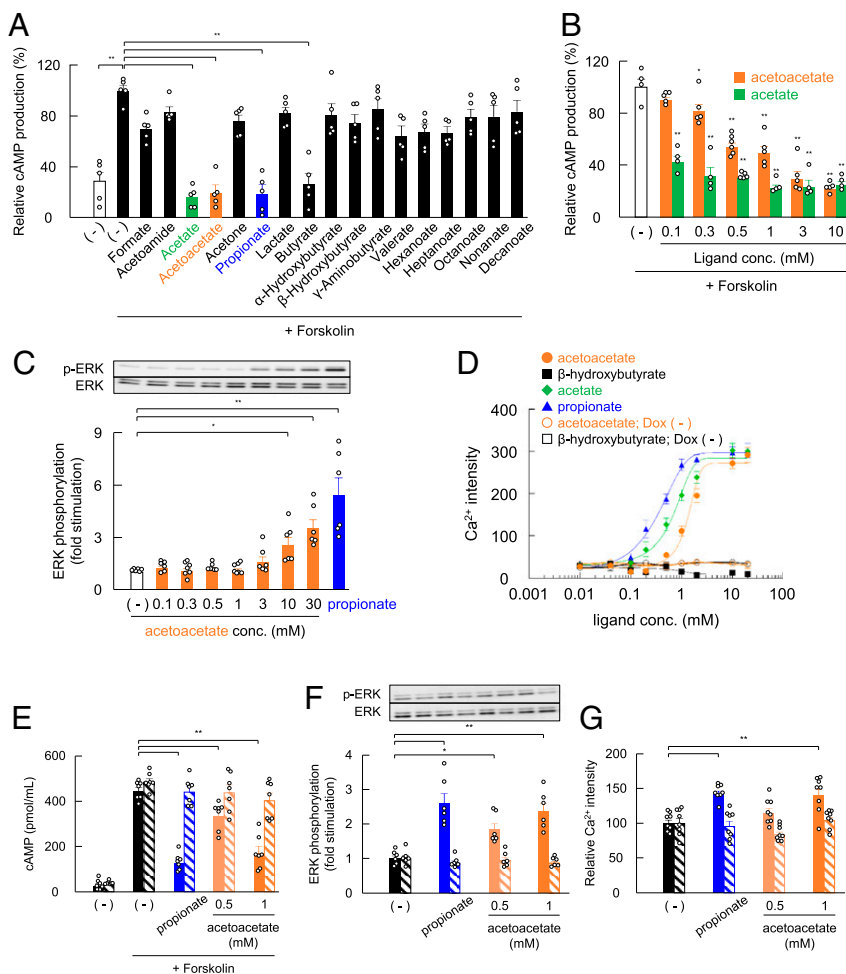 A
Relative cAMP production (%)
120
80
40
0
**
**
( - )
( - )
Formate
Acetoamide
Acetate
Acetoacetate
Acetone
Propionate
Lactate
Butyrate
α-Hydroxybutyrate
β-Hydroxybutyrate
γ-Aminobutyrate
Valerate
Hexanoate
Heptanoate
Octanoate
Nonanate
Decanoate
+ Forskolin
B
Relative cAMP production (%)
120
80
40
0
acetoacetate
acetate
**
*
**
**
**
**
**
**
**
**
**
**
( - ) 0.1 0.3 0.5 1 3 10
Ligand conc. (mM)
+ Forskolin
C
p-ERK
ERK
ERK phosphorylation
(fold stimulation)
9
6
3
0
**
*
( - ) 0.1 0.3 0.5 1 3 10 30 propionate
acetoacetate conc. (mM)
D
acetoacetate
β-hydroxybutyrate
acetate
propionate
acetoacetate; Dox ( - )
β-hydroxybutyrate; Dox ( - )
Ca2+ intensity
400
300
200
100
0
0.001 0.01 0.1 1 10 100
ligand conc. (mM)
E
cAMP (pmol/mL)
600
400
200
0
**
( - ) ( - ) propionate 0.5 1
acetoacetate
(mM)
+ Forskolin
F
p-ERK
ERK
ERK phosphorylation
(fold stimulation)
4
3
2
1
0
**
*
( - ) propionate 0.5 1
acetoacetate
(mM)
G
Relative Ca2+ intensity
200
150
100
50
0
**
( - ) propionate 0.5 1
acetoacetate
(mM)